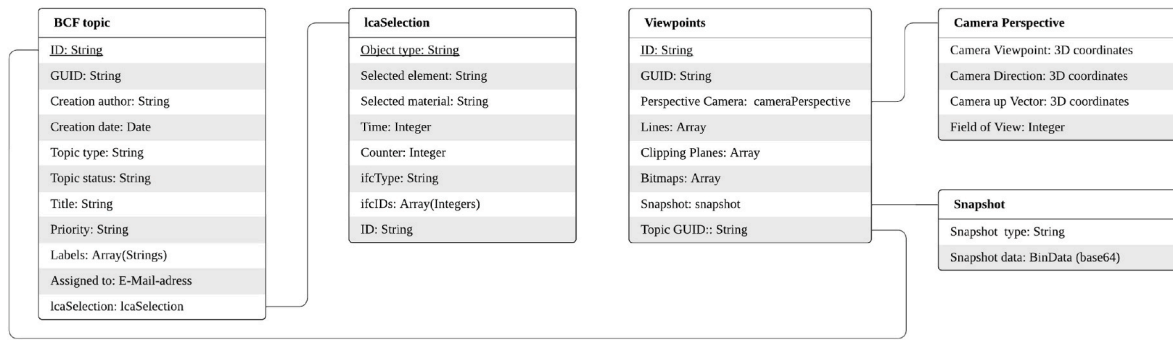 BCF topic
ID: String
GUID: String
Creation author: String
Creation date: Date
Topic type: String
Topic status: String
Title: String
Priority: String
Labels: Array(Strings)
Assigned to: E-Mail-adress
lcaSelection: lcaSelection
lcaSelection
Object type: String
Selected element: String
Selected material: String
Time: Integer
Counter: Integer
ifcType: String
ifcIDs: Array(Integers)
ID: String
Viewpoints
ID: String
GUID: String
Perspective Camera: cameraPerspective
Lines: Array
Clipping Planes: Array
Bitmaps: Array
Snapshot: snapshot
Topic GUID:: String
Camera Perspective
Camera Viewpoint: 3D coordinates
Camera Direction: 3D coordinates
Camera up Vector: 3D coordinates
Field of View: Integer
Snapshot
Snapshot type: String
Snapshot data: BinData (base64)